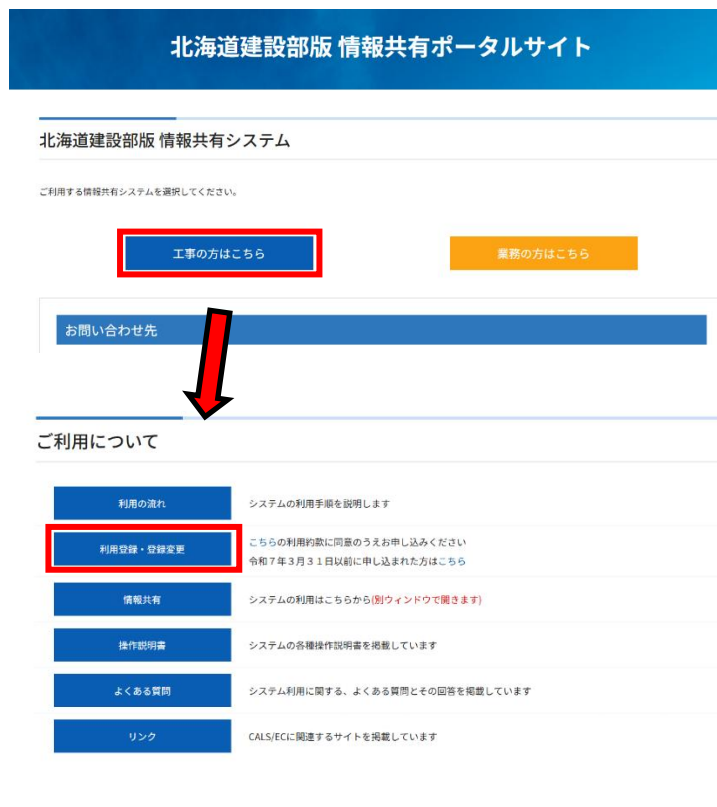 北海道建設部版 情報共有ポータルサイト
北海道建設部版 情報共有システム
ご利用する情報共有システムを選択してください。
工事の方はこちら
業務の方はこちら
お問い合わせ先
ご利用について
利用の流れ
システムの利用手順を説明します
利用登録・登録変更
こちらの利用約款に同意のうえお申し込みください
令和7年3月31日以前に申し込まれた方はこちら
情報共有
システムの利用はこちらから(別ウィンドウで開きます)
操作説明書
システムの各種操作説明書を掲載しています
よくある質問
システム利用に関する、よくある質問とその回答を掲載しています
リンク
CALS/ECに関連するサイトを掲載しています